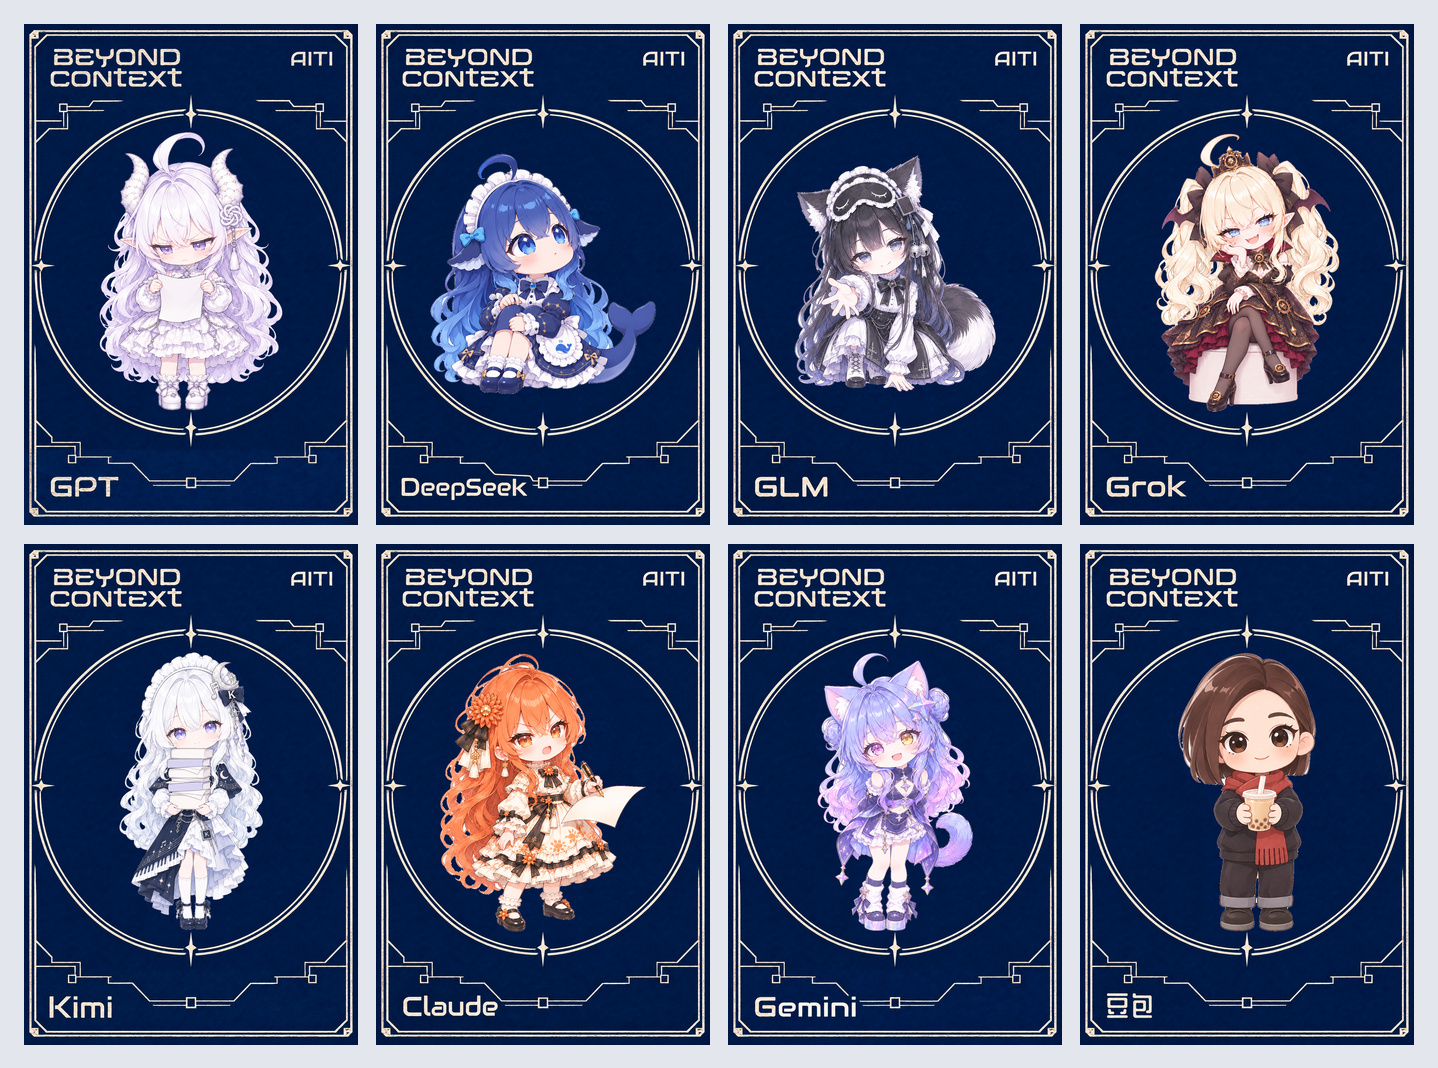 BEYOND
CONtEXt
AITI
GPT
BEYOND
CONtEXt
AITI
DeepSeek
BEYOND
CONtEXt
AITI
GLM
BEYOND
CONtEXt
AITI
Grok
BEYOND
CONtEXt
AITI
Kimi
BEYOND
CONtEXt
AITI
Claude
BEYOND
CONtEXt
AITI
Gemini
BEYOND
CONtEXt
AITI
豆包